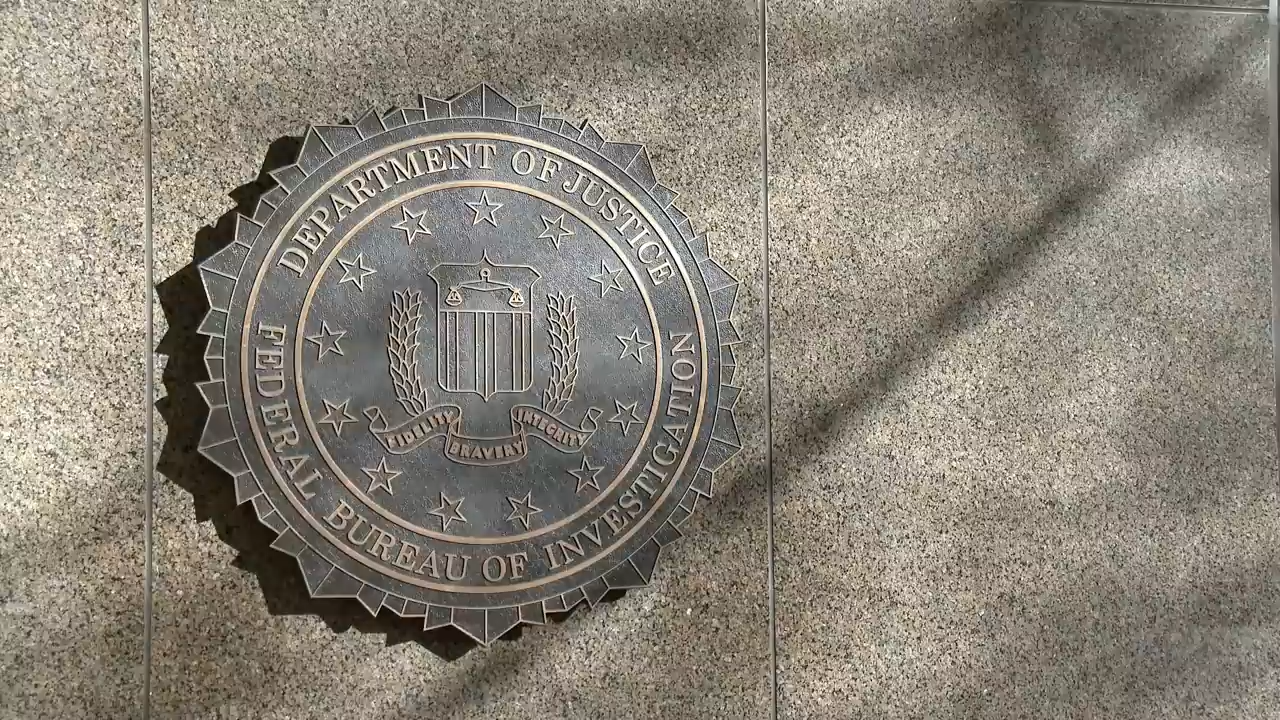 DEPARTMENT OF JUSTICE
FIDELITY
BRAVERY
INTEGRITY
FEDERAL BUREAU OF INVESTIGATION